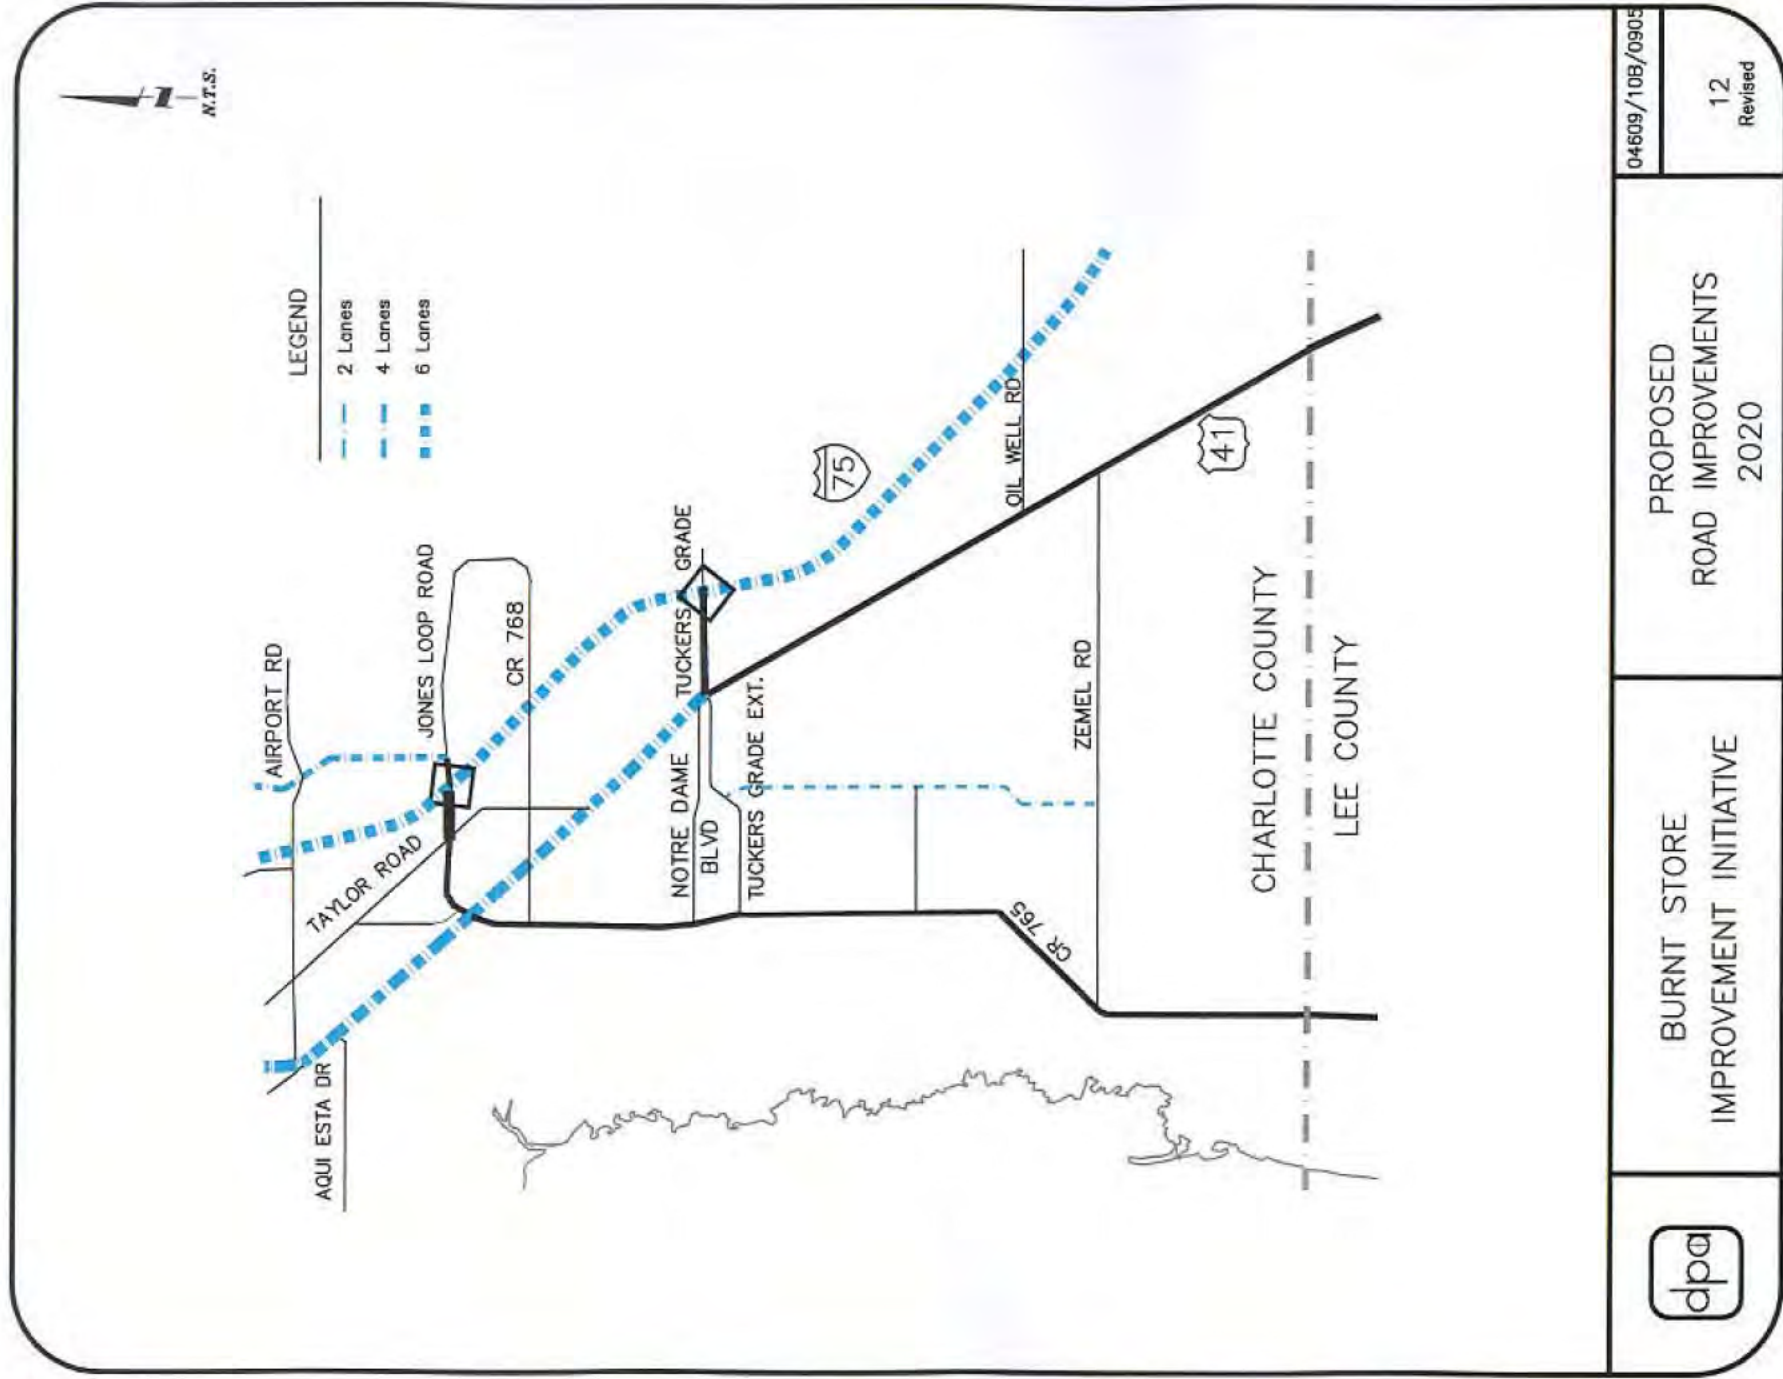 N.T.S.
LEGEND
2 Lanes
4 Lanes
6 Lanes
AIRPORT RD
JONES LOOP ROAD
CR 768
TAYLOR ROAD
AQUI ESTA DR
TUCKERS GRADE
NOTRE DAME
BLVD
TUCKERS GRADE EXT.
75
OIL WELL RD
41
ZEMEL RD
CR 765
CHARLOTTE COUNTY
LEE COUNTY
dpa
BURNT STORE
IMPROVEMENT INITIATIVE
PROPOSED
ROAD IMPROVEMENTS
2020
04609/10B/0905
12
Revised